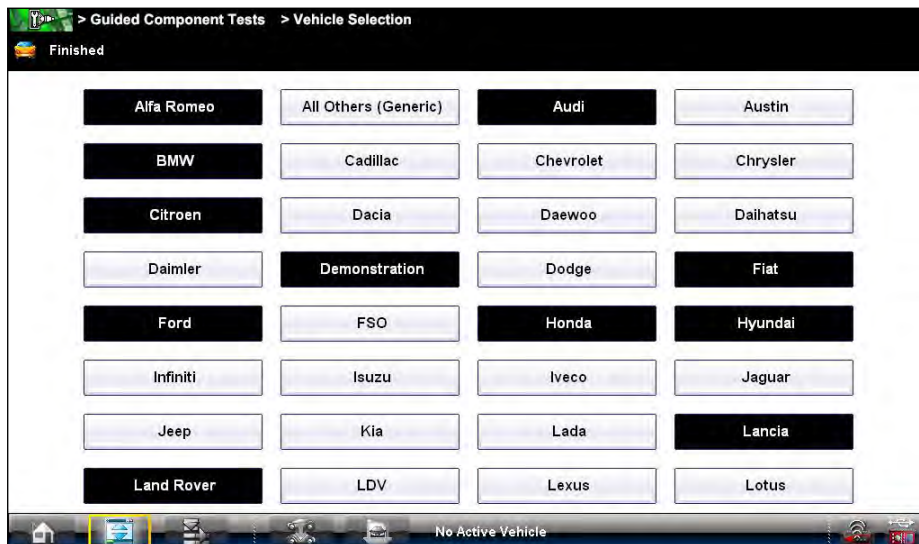 > Guided Component Tests > Vehicle Selection
Finished
Alfa Romeo All Others (Generic) Audi Austin
BMW Cadillac Chevrolet Chrysler
Citroen Dacia Daewoo Daihatsu
Daimler Demonstration Dodge Fiat
Ford FSO Honda Hyundai
Infiniti Isuzu Iveco Jaguar
Jeep Kia Lada Lancia
Land Rover LDV Lexus Lotus
No Active Vehicle